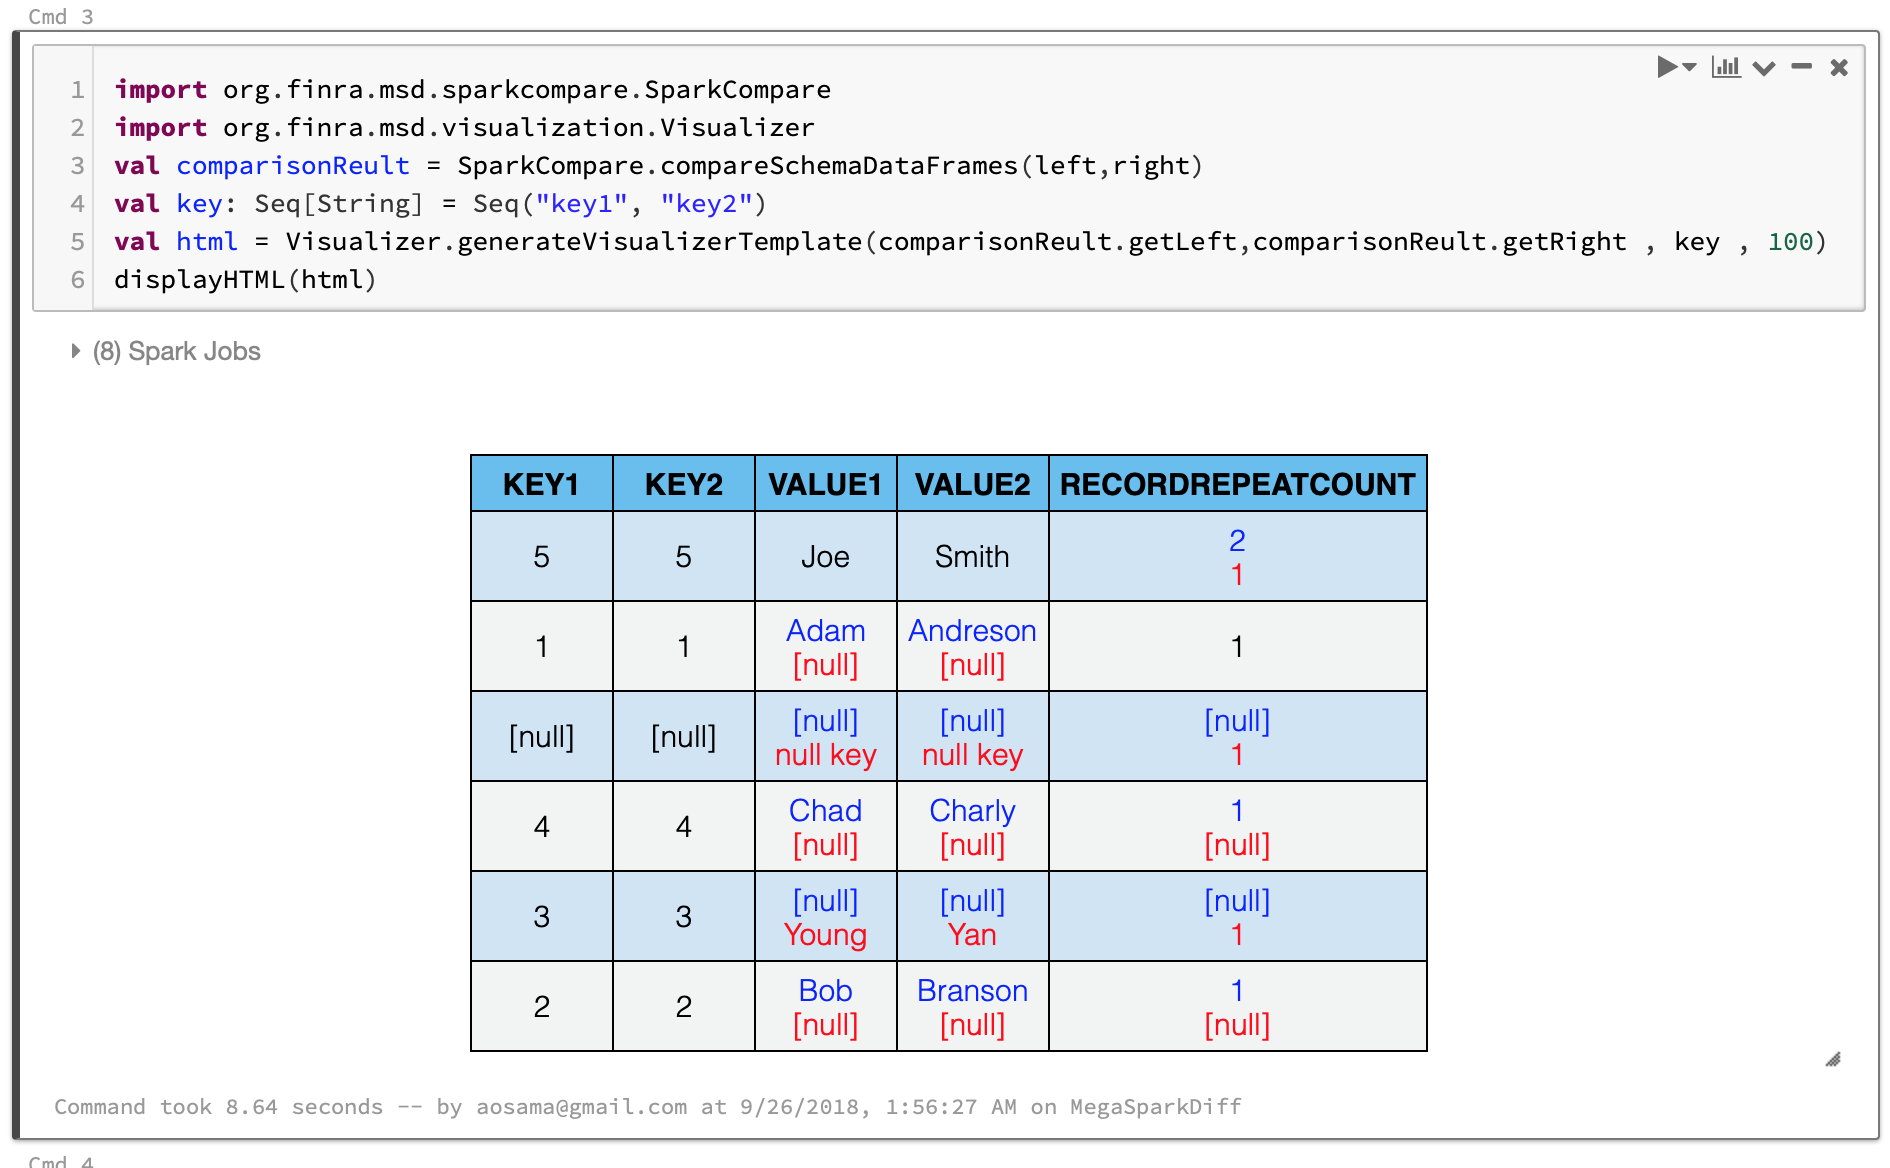 Cmd 3
1 import org.finra.msd.sparkcompare.SparkCompare
2 import org.finra.msd.visualization.Visualizer
3 val comparisonReult = SparkCompare.compareSchemaDataFrames(left,right)
4 val key: Seq[String] = Seq("key1", "key2")
5 val html = Visualizer.generateVisualizerTemplate(comparisonReult.getLeft,comparisonReult.getRight , key , 100)
6 displayHTML(html)
(8) Spark Jobs
KEY1 KEY2 VALUE1 VALUE2 RECORDREPEATCOUNT
2
5 5 Joe Smith
1
Adam Andreson
1 1 1
[null] [null]
[null] [null] [null]
[null] [null]
null key null key 1
Chad Charly 1
4 4
[null] [null] [null]
[null] [null] [null]
3 3
Young Yan 1
Bob Branson 1
2 2
[null] [null] [null]
Command took 8.64 seconds -- by aosama@gmail.com at 9/26/2018, 1:56:27 AM on MegaSparkDiff
Cmd 4